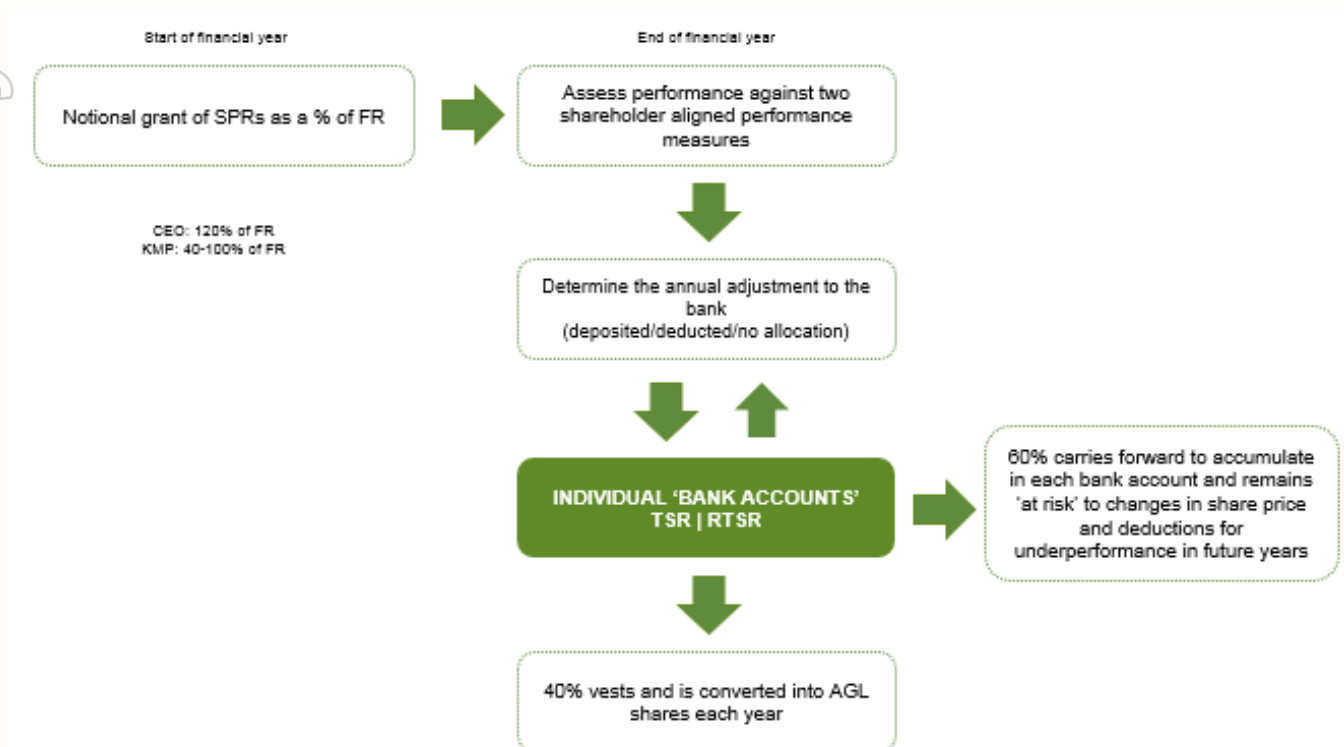 Start of financial year
End of financial year
Notional grant of SPRs as a % of FR
Assess performance against two
shareholder aligned performance
measures
CEO: 120% of FR
KMP: 40-100% of FR
Determine the annual adjustment to the
bank
(deposited/deducted/no allocation)
INDIVIDUAL ‘BANK ACCOUNTS’
TSR | RTSR
60% carries forward to accumulate
in each bank account and remains
‘at risk’ to changes in share price
and deductions for
underperformance in future years
40% vests and is converted into AGL
shares each year